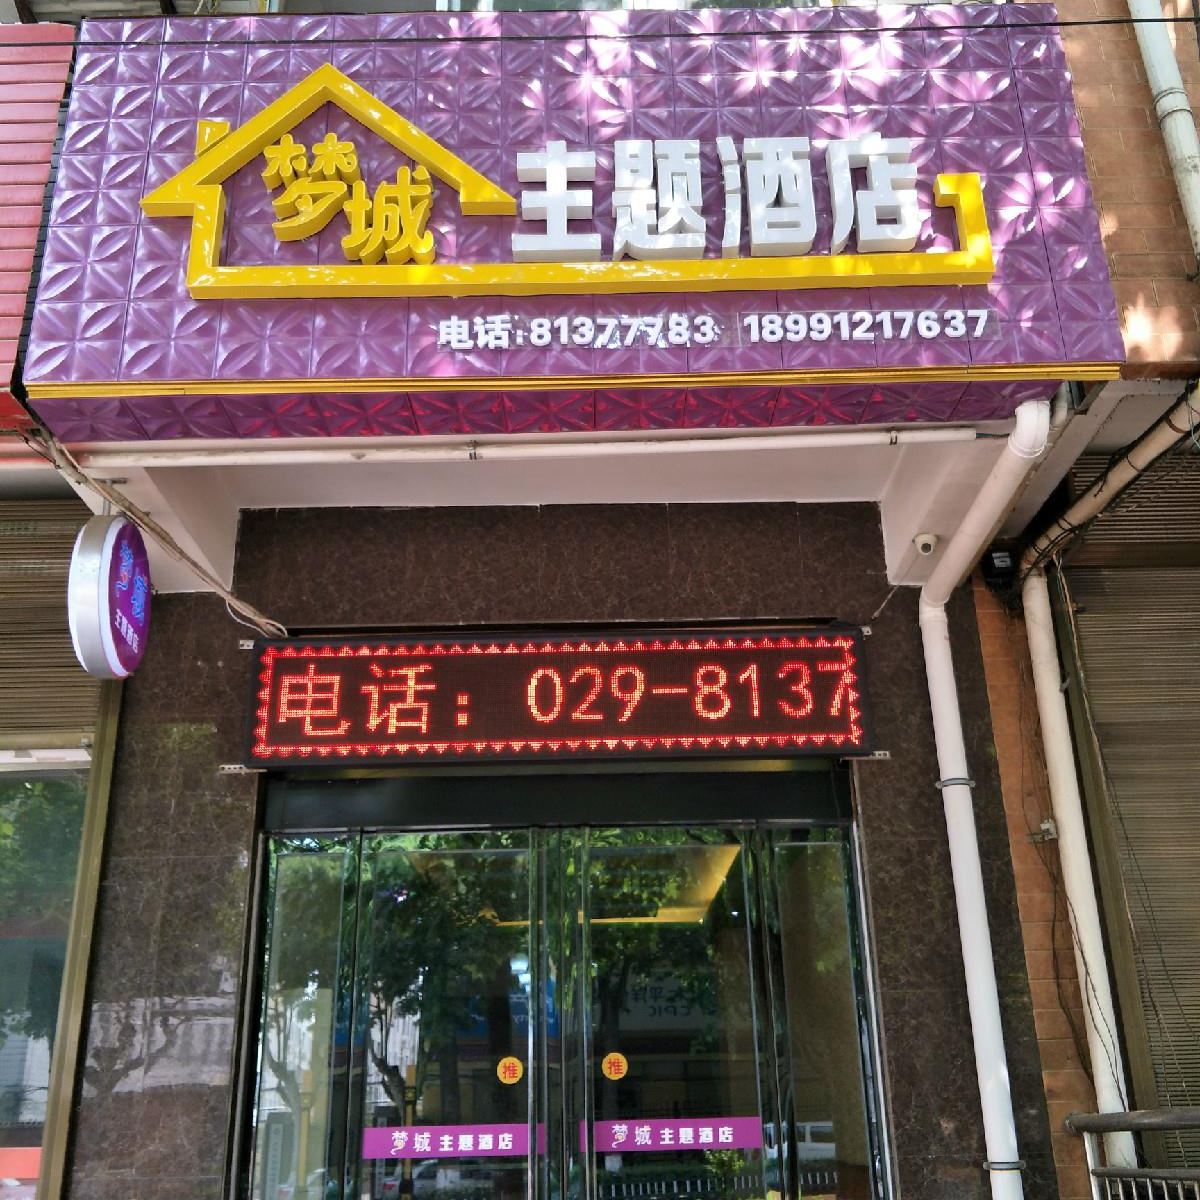 梦城 主题酒店
电话:81377783 18991217637
梦城
主题酒店
电话：029-8137
推 推
梦城 主题酒店 梦城 主题酒店
CPIC